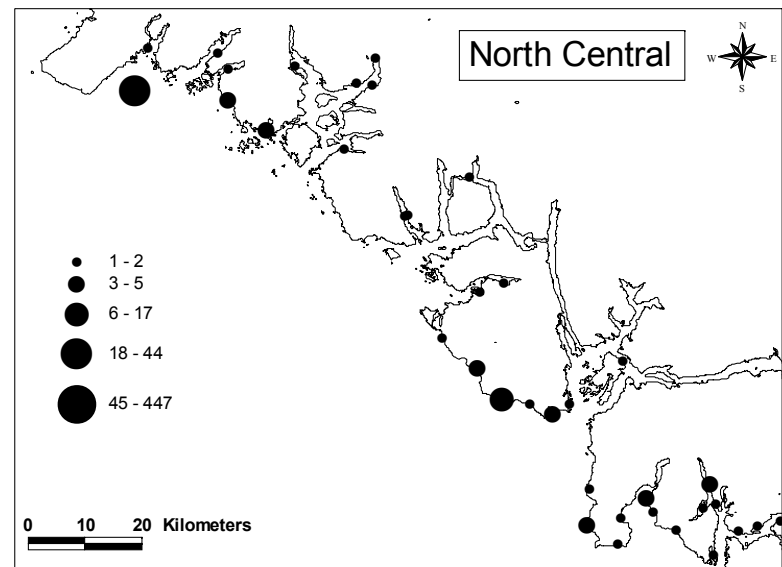 North Central
N
W E
S
1 - 2
3 - 5
6 - 17
18 - 44
45 - 447
0 10 20 Kilometers